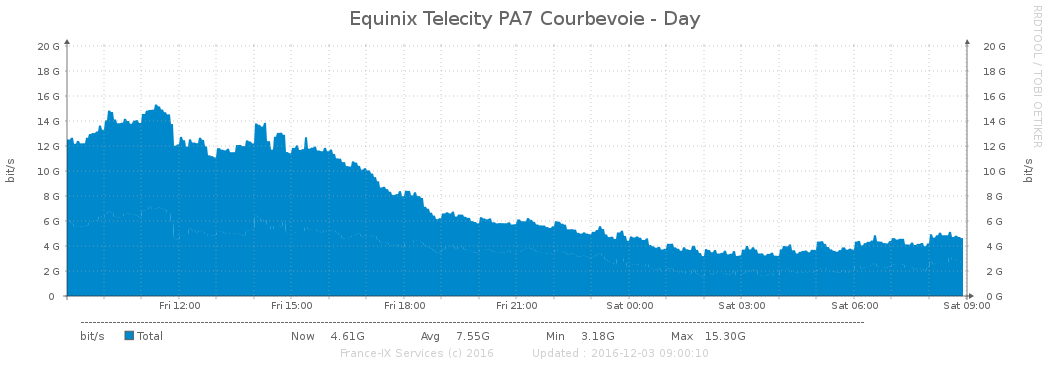 Equinix Telecity PA7 Courbevoie - Day
RRDTOOL / TOBI OETIKER
20 G 20 G
18 G 18 G
16 G 16 G
14 G 14 G
12 G 12 G
10 G 10 G
8 G 8 G
6 G 6 G
4 G 4 G
2 G 2 G
0 0 G
bit/s bit/s
Fri 12:00 Fri 15:00 Fri 18:00 Fri 21:00 Sat 00:00 Sat 03:00 Sat 06:00 Sat 09:00
bit/s Total Now 4.61G Avg 7.55G Min 3.18G Max 15.30G
France-IX Services (c) 2016 Updated : 2016-12-03 09:00:10